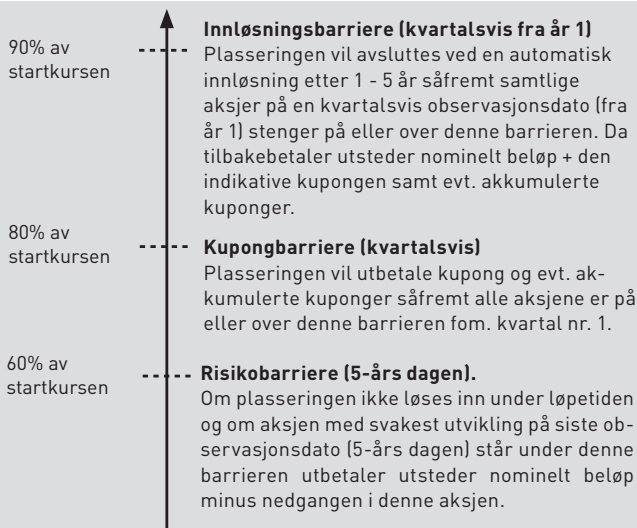 90% av
startkursen
Innløsningsbarriere (kvartalsvis fra år 1)
Plasseringen vil avsluttes ved en automatisk
innløsning etter 1 - 5 år såfremt samtlige
aksjer på en kvartalsvis observasjonsdato (fra
år 1) stenger på eller over denne barrieren. Da
tilbakebetaler utsteder nominelt beløp + den
indikative kupongen samt evt. akkumulerte
kuponger.
80% av
startkursen
Kupongbarriere (kvartalsvis)
Plasseringen vil utbetale kupong og evt. ak-
kumulerte kuponger såfremt alle aksjene er på
eller over denne barrieren fom. kvartal nr. 1.
60% av
startkursen
Risikobarriere (5-års dagen).
Om plasseringen ikke løses inn under løpetiden
og om aksjen med svakest utvikling på siste ob-
servasjonsdato (5-års dagen) står under denne
barrieren utbetaler utsteder nominelt beløp
minus nedgangen i denne aksjen.